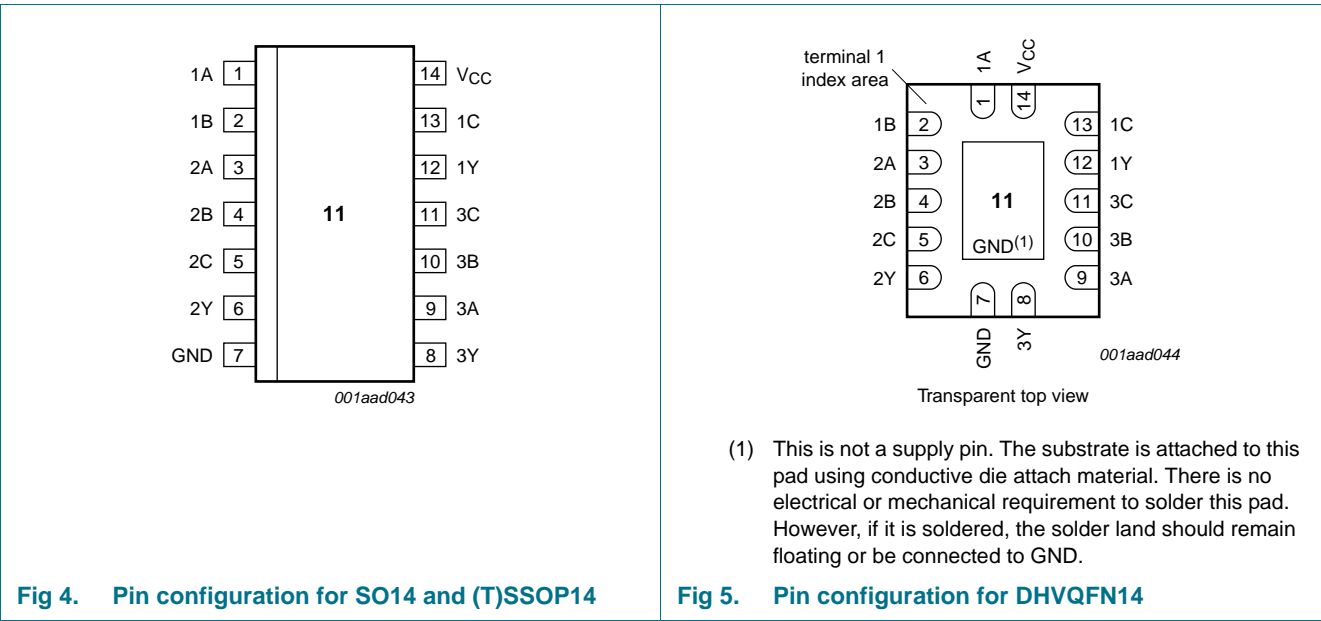 1A 1
1B 2
2A 3
2B 4
2C 5
2Y 6
GND 7
11
14 VCC
13 1C
12 1Y
11 3C
10 3B
9 3A
8 3Y
001aad043
Fig 4. Pin configuration for SO14 and (T)SSOP14
terminal 1
index area
1A
VCC
1
14
1B 2
2A 3
2B 4
2C 5
2Y 6
11
GND(1)
13 1C
12 1Y
11 3C
10 3B
9 3A
7
8
GND
3Y
001aad044
Transparent top view
(1) This is not a supply pin. The substrate is attached to this
pad using conductive die attach material. There is no
electrical or mechanical requirement to solder this pad.
However, if it is soldered, the solder land should remain
floating or be connected to GND.
Fig 5. Pin configuration for DHVQFN14